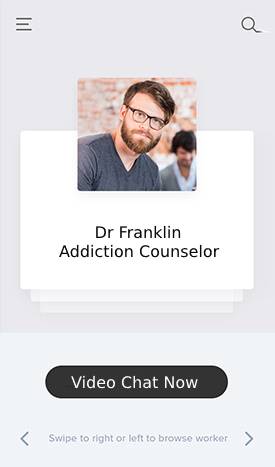 Dr Franklin
Addiction Counselor
Video Chat Now
Swipe to right or left to browse worker